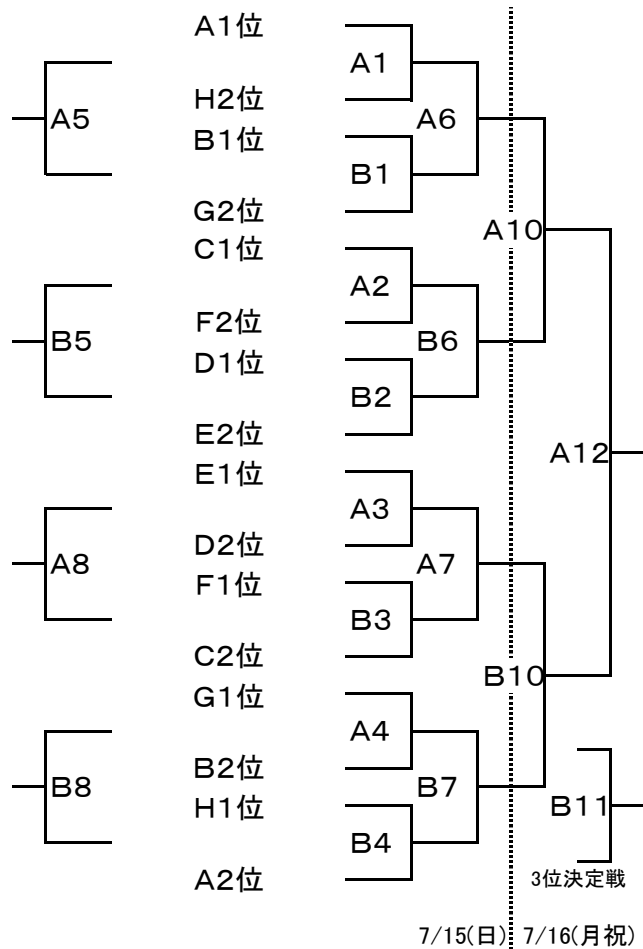 A1位
A1
H2位
A5
A6
B1位
B1
G2位
A10
C1位
A2
F2位
B5
B6
D1位
B2
E2位
A12
E1位
A3
D2位
A8
A7
F1位
B3
C2位
B10
G1位
A4
B2位
B8
B7
B11
H1位
B4
A2位
3位決定戦
7/15(日) 7/16(月祝)